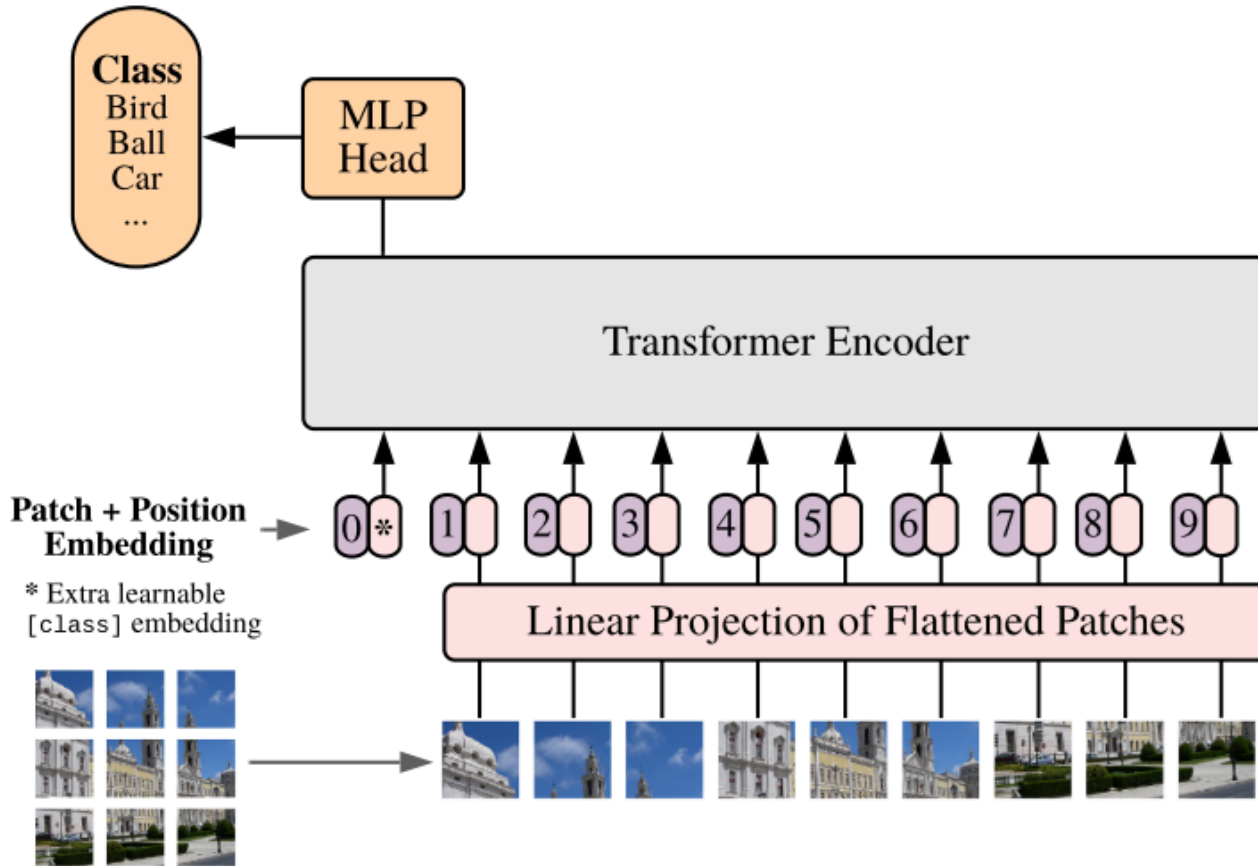 Class
Bird
Ball
Car
...
MLP
Head
Transformer Encoder
Patch + Position
Embedding
0 * 1 2 3 4 5 6 7 8 9
* Extra learnable
[class] embedding
Linear Projection of Flattened Patches